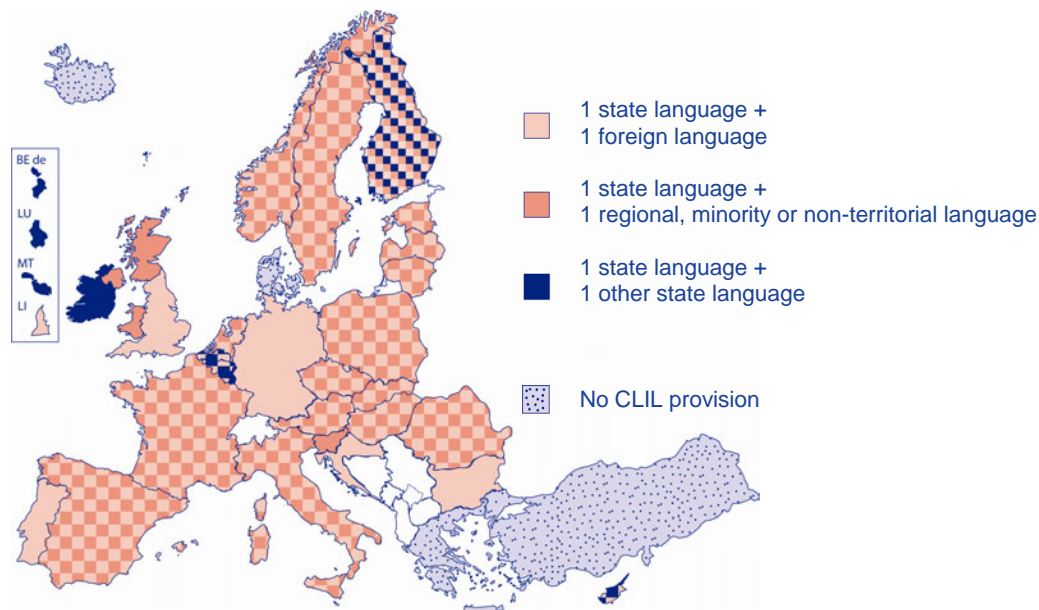 BE de
LU
MT
LI
1 state language +
1 foreign language
1 state language +
1 regional, minority or non-territorial language
1 state language +
1 other state language
No CLIL provision